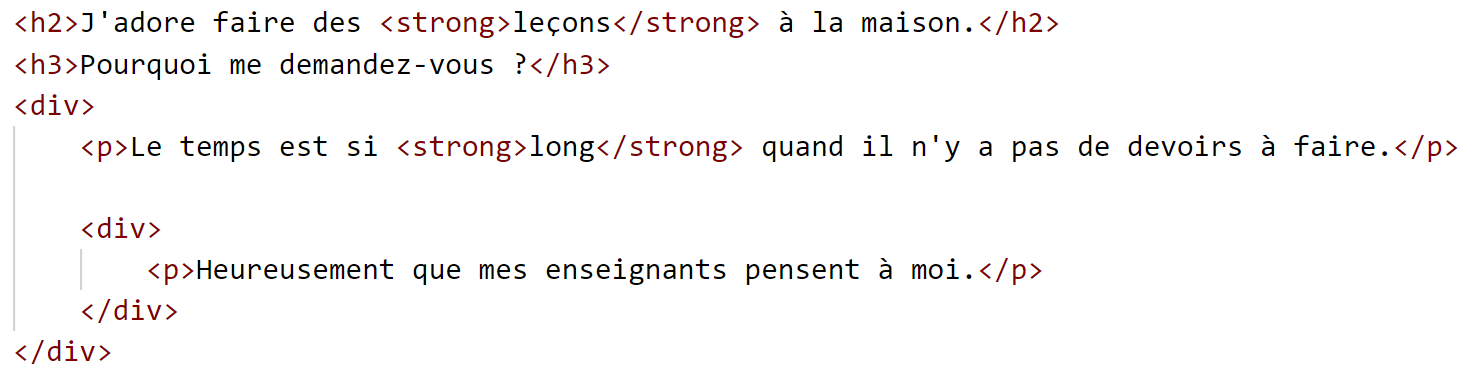 <h2>J'adore faire des <strong>leçons</strong> à la maison.</h2>
<h3>Pourquoi me demandez-vous ?</h3>
<div>
    <p>Le temps est si <strong>long</strong> quand il n'y a pas de devoirs à faire.</p>

    <div>
        <p>Heureusement que mes enseignants pensent à moi.</p>
    </div>
</div>